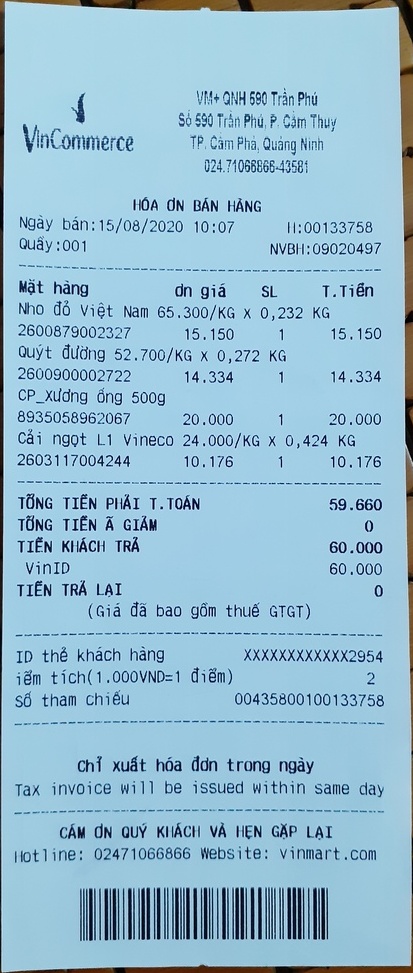 VinCommerce
VM+ QNH 590 Trần Phú
Số 590 Trần Phú, P. Cẩm Thuỵ
TP. Cẩm Phả, Quảng Ninh
024.71066866-43581
HÓA ƠN BÁN HÀNG
Ngày bán:15/08/2020 10:07 H:00133758
Quầy:001 NVBH:09020497
Mặt hàng ơn giá SL T.Tiền
Nho đỏ Việt Nam 65.300/KG X 0,232 KG
2600879002327 15.150 1 15.150
Quýt đường 52.700/KG X 0,272 KG
2600900002722 14.334 1 14.334
CP_Xương ống 500g
8935058962067 20.000 1 20.000
Cải ngọt L1 Vineco 24.000/KG X 0,424 KG
2603117004244 10.176 1 10.176
TỔNG TIỀN PHẢI T.TOÁN 59.660
TỔNG TIỀN Ã GIẢM 0
TIỀN KHÁCH TRẢ 60.000
VinID 60.000
TIỀN TRẢ LẠI 0
(Giá đã bao gồm thuế GTGT)
ID thẻ khách hàng XXXXXXXXXXXX2954
iểm tích(1.000VND=1 điểm) 2
Số tham chiếu 00435800100133758
Chỉ xuất hóa đơn trong ngày
Tax invoice will be issued within same day
CẢM ƠN QUÝ KHÁCH VÀ HẸN GẶP LẠI
Hotline: 02471066866 Website: vinmart.com